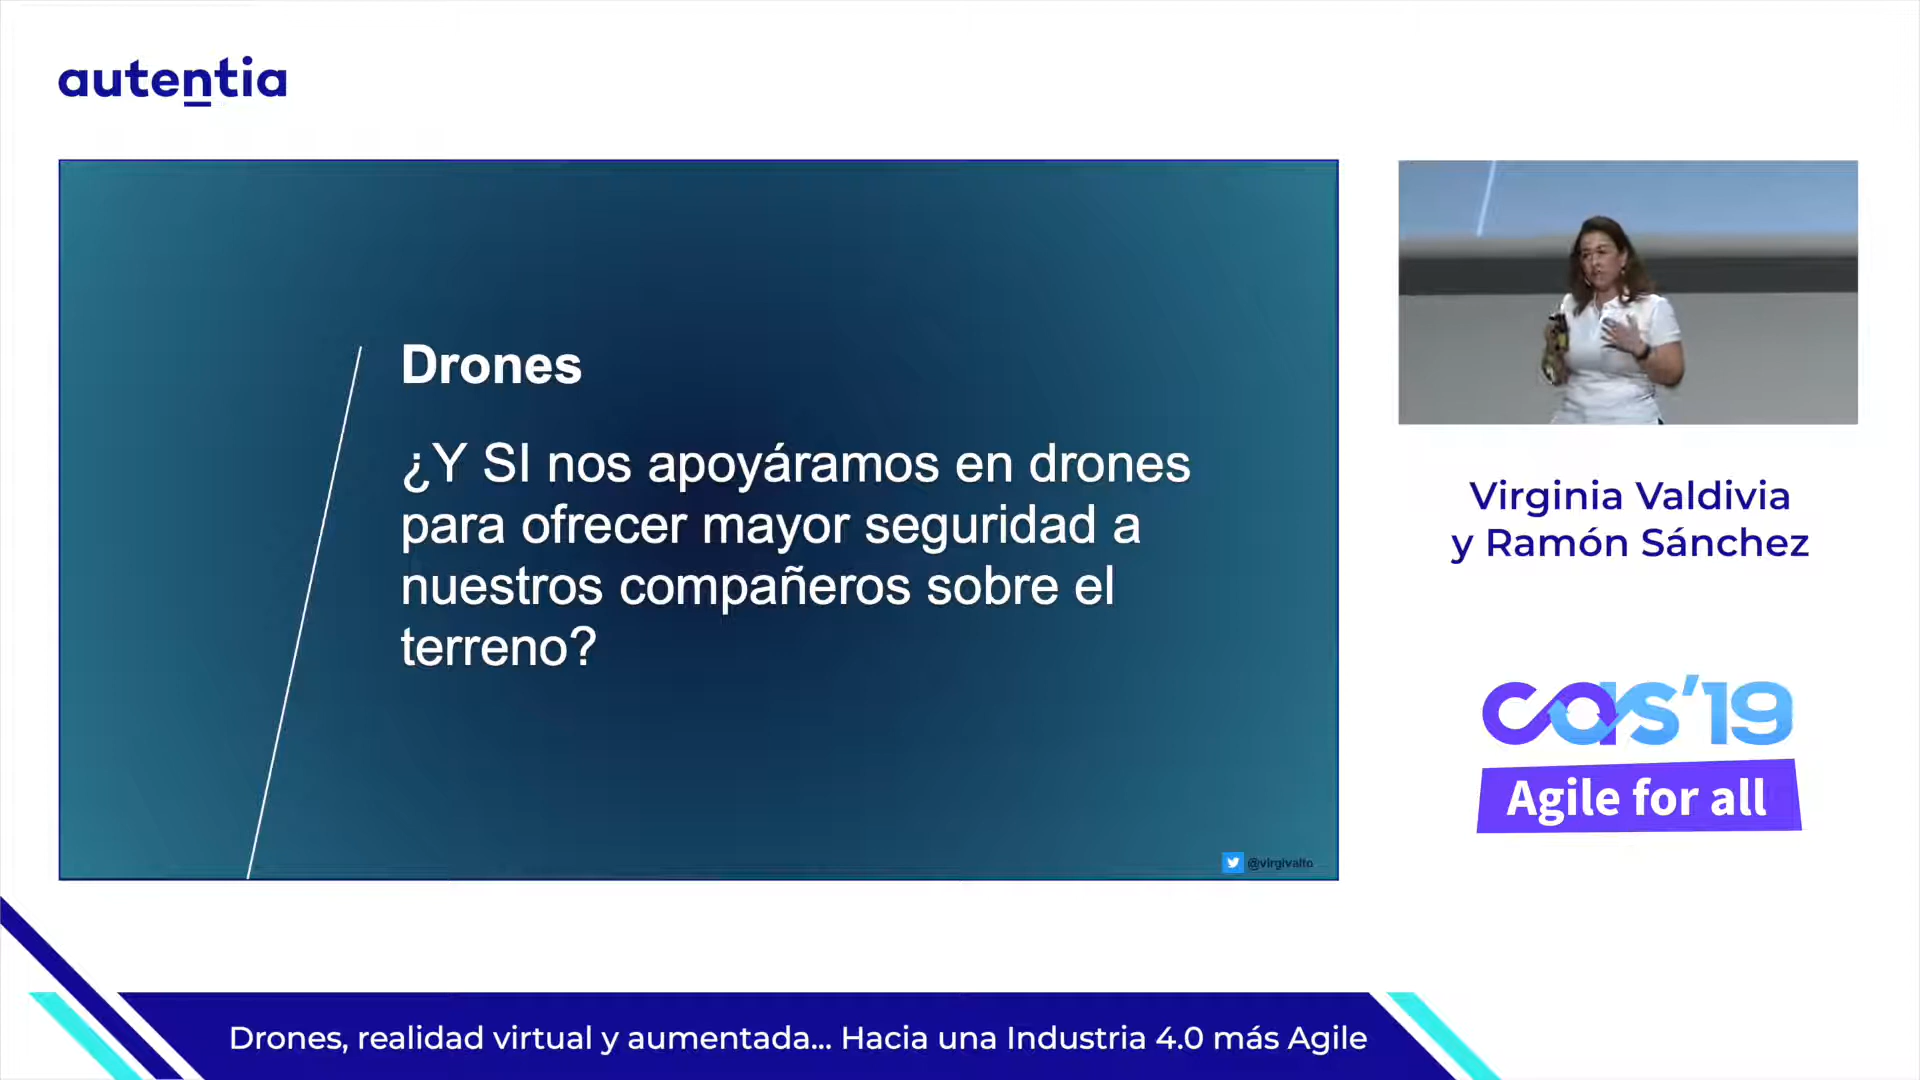 autentia
Drones
¿Y SI nos apoyáramos en drones
para ofrecer mayor seguridad a
nuestros compañeros sobre el
terreno?
@virgivalto
Virginia Valdivia
y Ramón Sánchez
cas'19
Agile for all
Drones, realidad virtual y aumentada... Hacia una Industria 4.0 más Agile